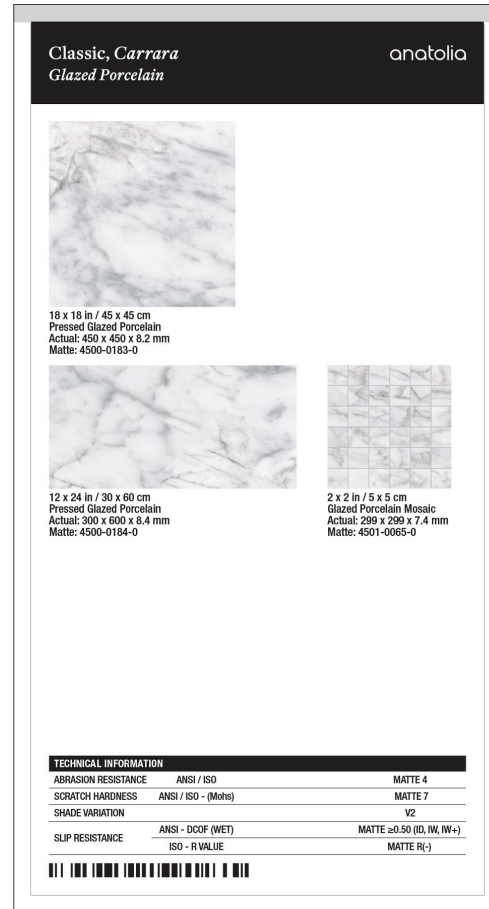 Classic, Carrara
Glazed Porcelain
anatolia
18 x 18 in / 45 x 45 cm
Pressed Glazed Porcelain
Actual: 450 x 450 x 8.2 mm
Matte: 4500-0183-0
12 x 24 in / 30 x 60 cm
Pressed Glazed Porcelain
Actual: 300 x 600 x 8.4 mm
Matte: 4500-0184-0
2 x 2 in / 5 x 5 cm
Glazed Porcelain Mosaic
Actual: 299 x 299 x 7.4 mm
Matte: 4501-0065-0
TECHNICAL INFORMATION
ABRASION RESISTANCE ANSI / ISO MATTE 4
SCRATCH HARDNESS ANSI / ISO - (Mohs) MATTE 7
SHADE VARIATION V2
SLIP RESISTANCE ANSI - DCOF (WET) MATTE ≥0.50 (ID, IW, IW+)
ISO - R VALUE MATTE R(-)